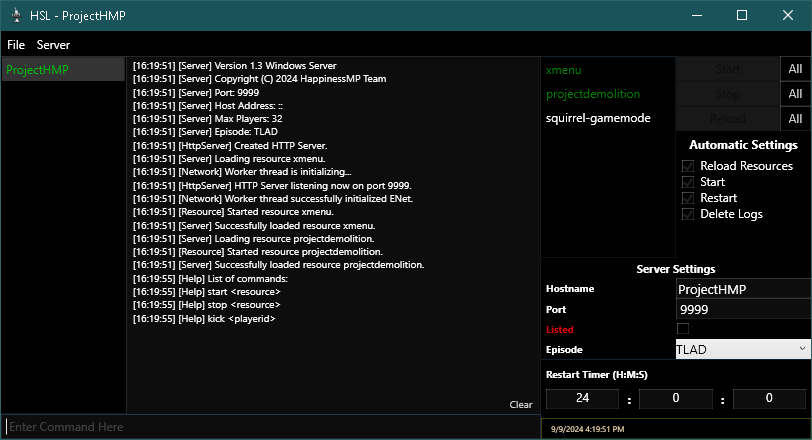 HSL - ProjectHMP
File Server
ProjectHMP
[16:19:51] [Server] Version 1.3 Windows Server
[16:19:51] [Server] Copyright (C) 2024 HappinessMP Team
[16:19:51] [Server] Port: 9999
[16:19:51] [Server] Host Address: ::
[16:19:51] [Server] Max Players: 32
[16:19:51] [Server] Episode: TLAD
[16:19:51] [HttpServer] Created HTTP Server.
[16:19:51] [Server] Loading resource xmenu.
[16:19:51] [Network] Worker thread is initializing...
[16:19:51] [HttpServer] HTTP Server listening now on port 9999.
[16:19:51] [Network] Worker thread successfully initialized ENet.
[16:19:51] [Resource] Started resource xmenu.
[16:19:51] [Server] Successfully loaded resource xmenu.
[16:19:51] [Server] Loading resource projectdemolition.
[16:19:51] [Resource] Started resource projectdemolition.
[16:19:51] [Server] Successfully loaded resource projectdemolition.
[16:19:55] [Help] List of commands:
[16:19:55] [Help] start <resource>
[16:19:55] [Help] stop <resource>
[16:19:55] [Help] kick <playerid>
Clear
Enter Command Here
xmenu
projectdemolition
squirrel-gamemode
Start All
Stop All
Reload All
Automatic Settings
Reload Resources
Start
Restart
Delete Logs
Server Settings
Hostname ProjectHMP
Port 9999
Listed
Episode TLAD
Restart Timer (H:M:S)
24 : 0 : 0
9/9/2024 4:19:51 PM